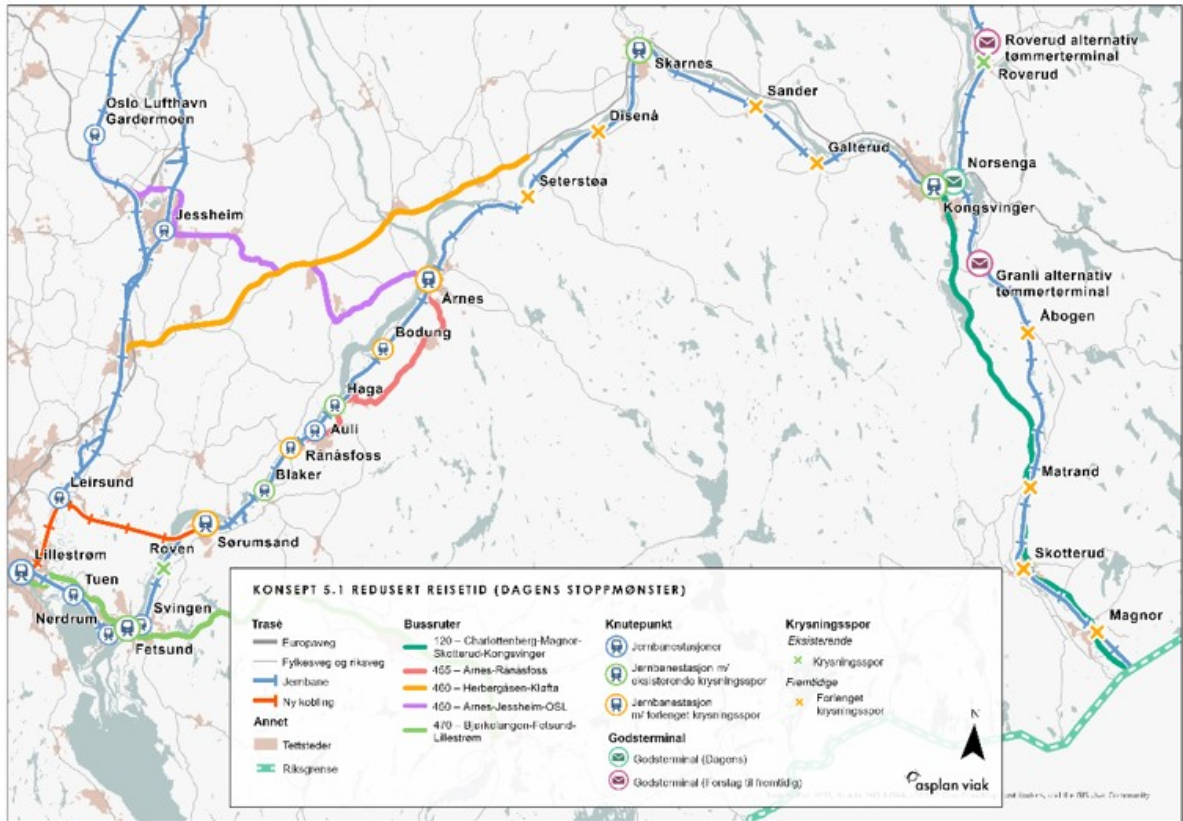 Roverud alternativ
tømmerterminal
Roverud
Skarnes
Sander
Oslo Lufthavn
Gardermoen
Disenå
Galterud
Norsenga
Seterstøa
Kongsvinger
Jessheim
Granli alternativ
tømmerterminal
Årnes
Åbogen
Bodung
Haga
Auli
Rånåsfoss
Blaker
Matrand
Leirsund
Roven
Sørumsand
Skotterud
Lillestrøm
Tuen
Svingen
Nerdrum
Fetsund
Magnor
KONSEPT 5.1 REDUSERT REISETID (DAGENS STOPPMØNSTER)
Trasé
Europaveg
Fylkesveg og riksveg
Jernbane
Ny kobling
Annet
Tettsteder
Riksgrense
Bussruter
120 – Charlottenberg-Magnor-
Skotterud-Kongsvinger
465 – Årnes-Rånåsfoss
460 – Årnes-Jessheim-OSL
470 – Bjørkelangen-Fetsund-
Lillestrøm
Knutepunkt
Jernbanestasjoner
Jernbanestasjon m/
eksisterende krysningsspor
Jernbanestasjon
m/ forlenget krysningsspor
Godsterminal
Godsterminal (Dagens)
Godsterminal (Forslag til fremtidig)
Krysningsspor
Eksisterende
Krysningsspor
Fremtidige
Forlenget
krysningsspor
N
asplan viak